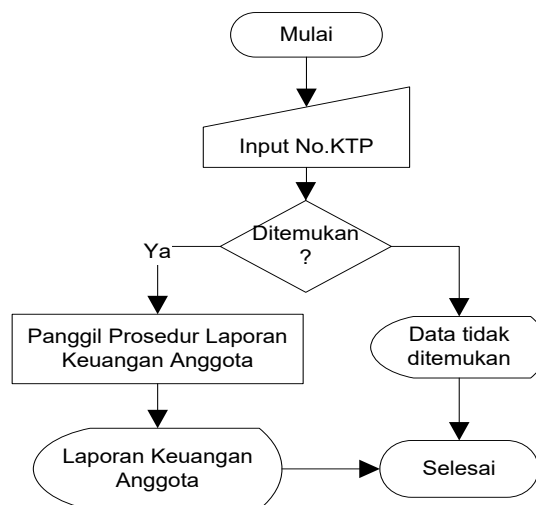 Mulai
Input No.KTP
Ditemukan
?
Ya
Panggil Prosedur Laporan
Keuangan Anggota
Data tidak
ditemukan
Laporan Keuangan
Anggota
Selesai